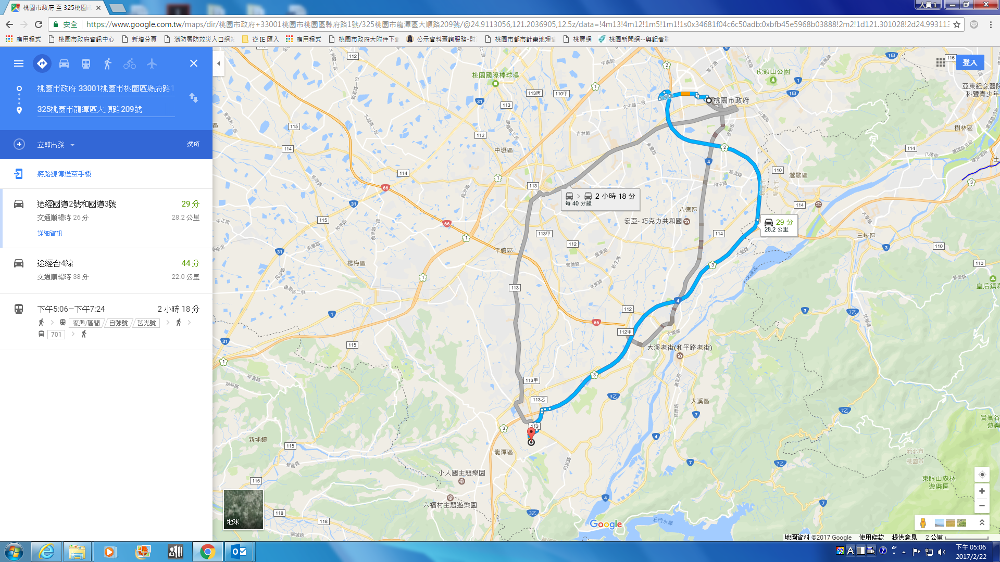 桃園市政府 至 325桃園市
人員 1
安全
https://www.google.com.tw/maps/dir/桃園市政府+33001桃園市桃園區縣府路1號/325桃園市龍潭區大順路209號/@24.9113056,121.2036905,12.5z/data=!4m13!4m12!1m5!1m1!1s0x34681f04c6c50adb:0xbfb45e5968b03888!2m2!1d121.301028!2d24.993113
應用程式 桃園市政府資訊中心 新增分頁 消防署防救災入口網站 從 IE 匯入 應用程式 桃園市政府大附件下載 公示資料查詢服務-財 桃園市都市計畫地理資 桃寶網 桃園新聞網--與記者聯
桃園市政府 33001桃園市桃園區縣府路1
325桃園市龍潭區大順路209號
立即出發
選項
將路線傳送至手機
途經國道2號和國道3號 29 分
交通順暢時 26 分 28.2 公里
詳細資訊
途經台4線 44 分
交通順暢時 38 分 22.0 公里
下午5:06—下午7:24 2 小時 18 分
復興/區間 自強號 莒光號
701
登入
116
虎頭山公園
亞東紀念醫院
科暨青少年
桃園國際棒球場
桃園市政府
樹林區
中壢區
鶯歌區
2 小時 18 分
每 40 分鐘
八德區
宏亞- 巧克力共和國
29 分
28.2 公里
三峽區
平鎮區
楊梅區
皇后鎮森
大溪老街(和平路老街)
大溪區
新埔鎮
龍潭區
小人國主題樂園
六福村主題遊樂園
鴛鴦谷
遊樂
新北市
桃園市
東眼山森林
遊樂區
石門水庫
地球
Google
地圖資料 ©2017 Google 使用條款 提供意見 2 公里
下午 05:06
2017/2/22